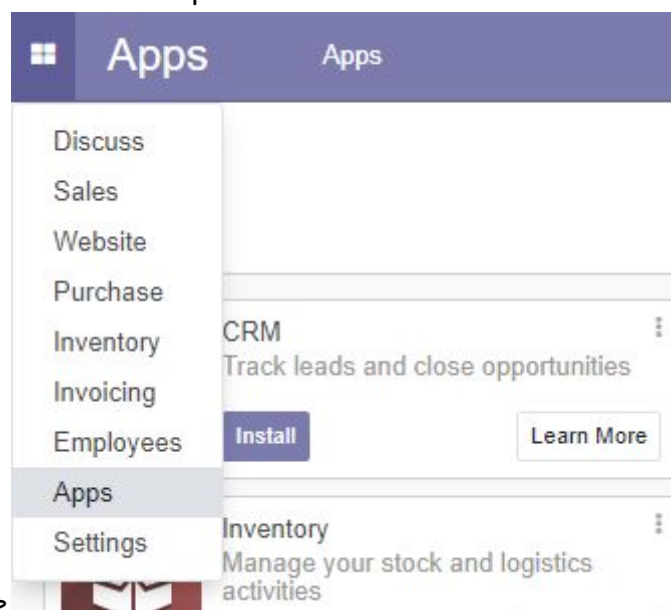 Apps Apps
Discuss
Sales
Website
Purchase
Inventory
Invoicing
Employees
Apps
Settings
CRM
Track leads and close opportunities
Install Learn More
Inventory
Manage your stock and logistics
activities